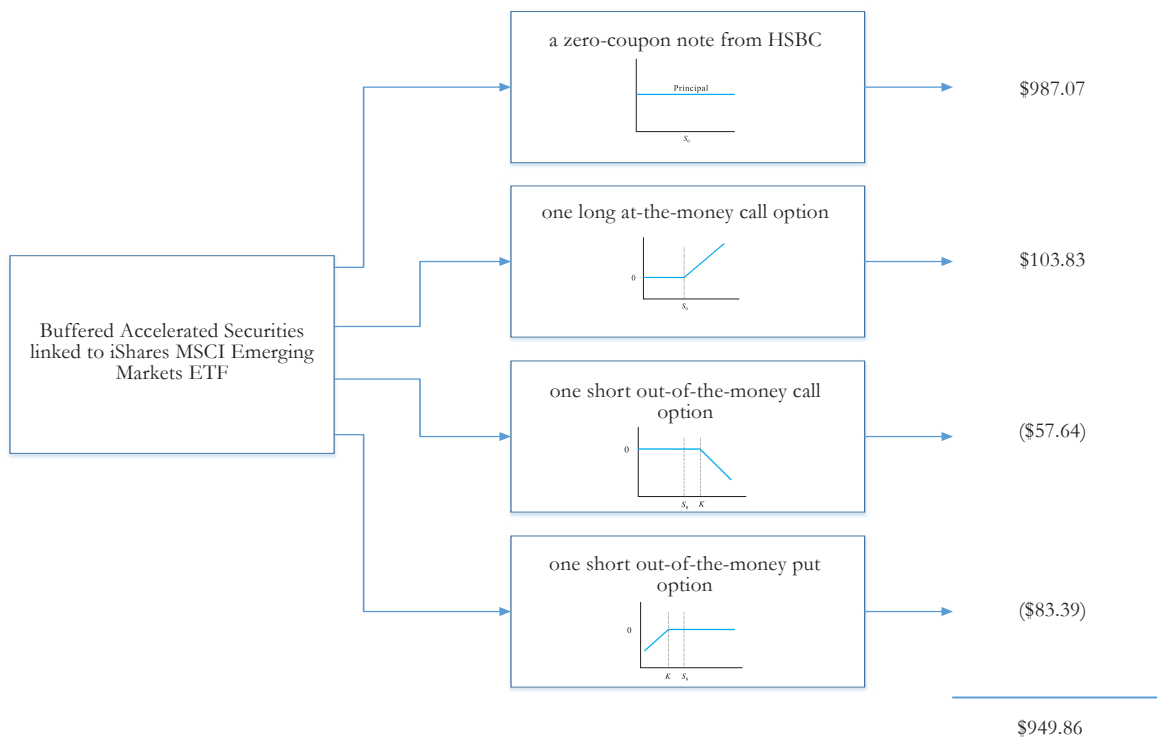 a zero-coupon note from HSBC
Principal
S₀
$987.07
one long at-the-money call option
0
S₀
$103.83
Buffered Accelerated Securities
linked to iShares MSCI Emerging
Markets ETF
one short out-of-the-money call
option
0
S₀ K
($57.64)
one short out-of-the-money put
option
0
K S₀
($83.39)
$949.86